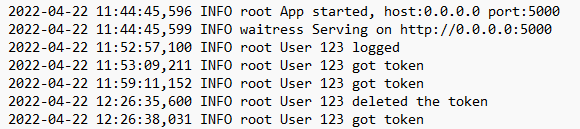 2022-04-22 11:44:45,596 INFO root App started, host:0.0.0.0 port:5000
2022-04-22 11:44:45,599 INFO waitress Serving on http://0.0.0.0:5000
2022-04-22 11:52:57,100 INFO root User 123 logged
2022-04-22 11:53:09,211 INFO root User 123 got token
2022-04-22 11:59:11,152 INFO root User 123 got token
2022-04-22 12:26:35,600 INFO root User 123 deleted the token
2022-04-22 12:26:38,031 INFO root User 123 got token